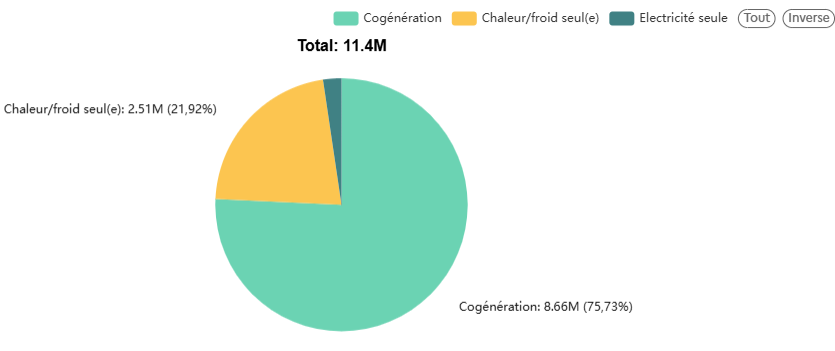 Cogénération Chaleur/froid seul(e) Electricité seule Tout Inverse
Total: 11.4M
Chaleur/froid seul(e): 2.51M (21,92%)
Cogénération: 8.66M (75,73%)